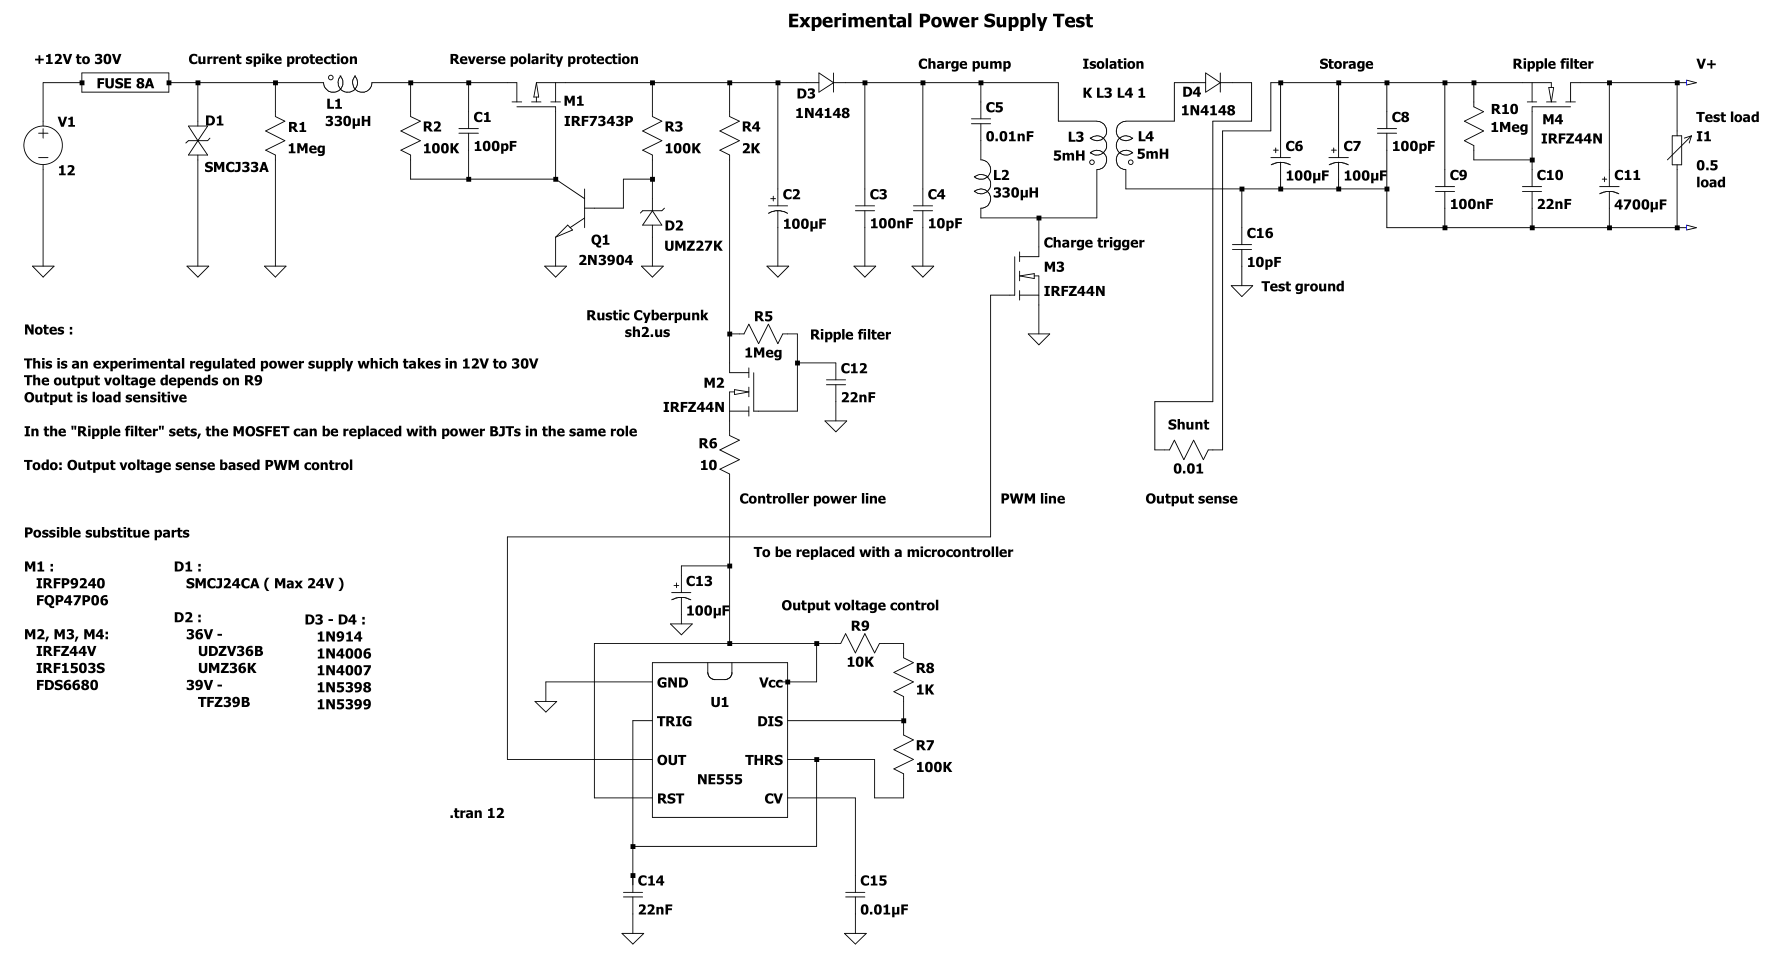 Experimental Power Supply Test
+12V to 30V
FUSE 8A
Current spike protection
Reverse polarity protection
Charge pump
Isolation
K L3 L4 1
Storage
Ripple filter
V+
V1
12
D1
SMCJ33A
R1
1Meg
L1
330µH
R2
100K
C1
100pF
M1
IRF7343P
Q1
2N3904
R3
100K
D2
UMZ27K
R4
2K
D3
1N4148
C2
100µF
C3
100nF
C4
10pF
C5
0.01nF
L2
330µH
L3
5mH
L4
5mH
D4
1N4148
Charge trigger
M3
IRFZ44N
C16
10pF
Test ground
C6
100µF
C7
100µF
C8
100pF
C9
100nF
R10
1Meg
M4
IRFZ44N
C10
22nF
C11
4700µF
Test load
I1
0.5
load
Rustic Cyberpunk
sh2.us
R5
1Meg
Ripple filter
M2
IRFZ44N
C12
22nF
R6
10
Controller power line
PWM line
Shunt
0.01
Output sense
Notes :
This is an experimental regulated power supply which takes in 12V to 30V
The output voltage depends on R9
Output is load sensitive
In the "Ripple filter" sets, the MOSFET can be replaced with power BJTs in the same role
Todo: Output voltage sense based PWM control
Possible substitue parts
M1 :
IRFP9240
FQP47P06
M2, M3, M4:
IRFZ44V
IRF1503S
FDS6680
D1 :
SMCJ24CA ( Max 24V )
D2 :
36V -
UDZV36B
UMZ36K
39V -
TFZ39B
D3 - D4 :
1N914
1N4006
1N4007
1N5398
1N5399
To be replaced with a microcontroller
C13
100µF
Output voltage control
R9
10K
R8
1K
R7
100K
GND
Vcc
U1
TRIG
DIS
OUT
THRS
NE555
RST
CV
.tran 12
C14
22nF
C15
0.01µF